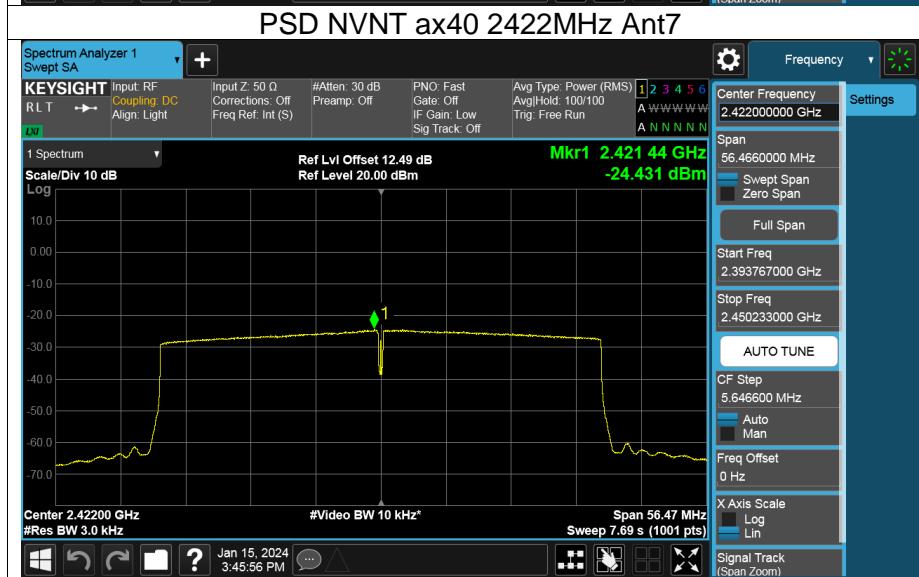 (Span Zoom)
PSD NVNT ax40 2422MHz Ant7
Spectrum Analyzer 1
Swept SA
+
Frequency
KEYSIGHT
R L T
LXI
Input: RF
Coupling: DC
Align: Light
Input Z: 50 Ω
Corrections: Off
Freq Ref: Int (S)
#Atten: 30 dB
Preamp: Off
PNO: Fast
Gate: Off
IF Gain: Low
Sig Track: Off
Avg Type: Power (RMS)
Avg|Hold: 100/100
Trig: Free Run
1 2 3 4 5 6
A W W W W W
A N N N N N
1 Spectrum
Scale/Div 10 dB
Log
Ref Lvl Offset 12.49 dB
Ref Level 20.00 dBm
Mkr1 2.421 44 GHz
-24.431 dBm
10.0
0.00
-10.0
-20.0
-30.0
-40.0
-50.0
-60.0
-70.0
1
Center 2.42200 GHz
#Res BW 3.0 kHz
#Video BW 10 kHz*
Span 56.47 MHz
Sweep 7.69 s (1001 pts)
Center Frequency
2.422000000 GHz
Settings
Span
56.4660000 MHz
Swept Span
Zero Span
Full Span
Start Freq
2.393767000 GHz
Stop Freq
2.450233000 GHz
AUTO TUNE
CF Step
5.646600 MHz
Auto
Man
Freq Offset
0 Hz
X Axis Scale
Log
Lin
Signal Track
(Span Zoom)
?
Jan 15, 2024
3:45:56 PM